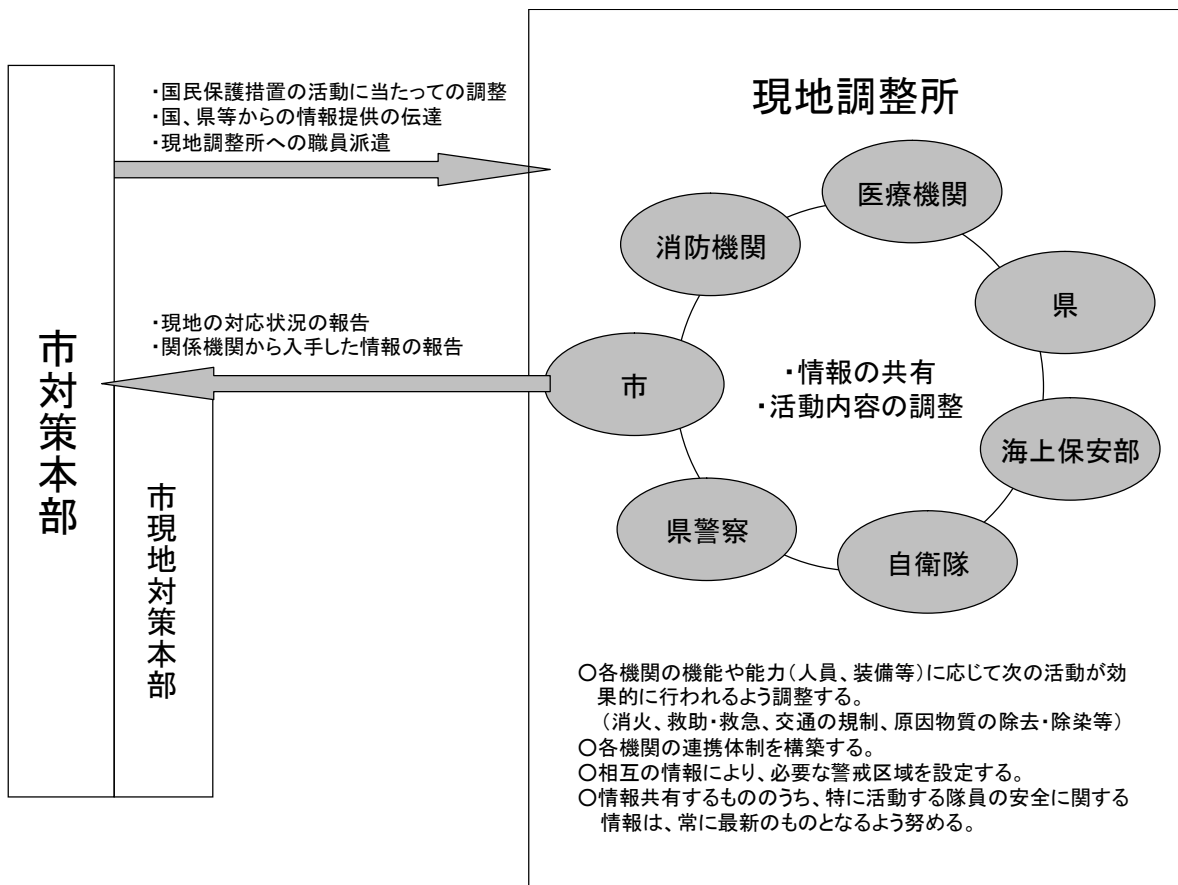 ・国民保護措置の活動に当たっての調整
・国、県等からの情報提供の伝達
・現地調整所への職員派遣
・現地の対応状況の報告
・関係機関から入手した情報の報告
市対策本部
市現地対策本部
現地調整所
医療機関
消防機関
県
市
・情報の共有
・活動内容の調整
海上保安部
県警察
自衛隊
○各機関の機能や能力(人員、装備等)に応じて次の活動が効
果的に行われるよう調整する。
(消火、救助・救急、交通の規制、原因物質の除去・除染等)
○各機関の連携体制を構築する。
○相互の情報により、必要な警戒区域を設定する。
○情報共有するもののうち、特に活動する隊員の安全に関する
情報は、常に最新のものとなるよう努める。